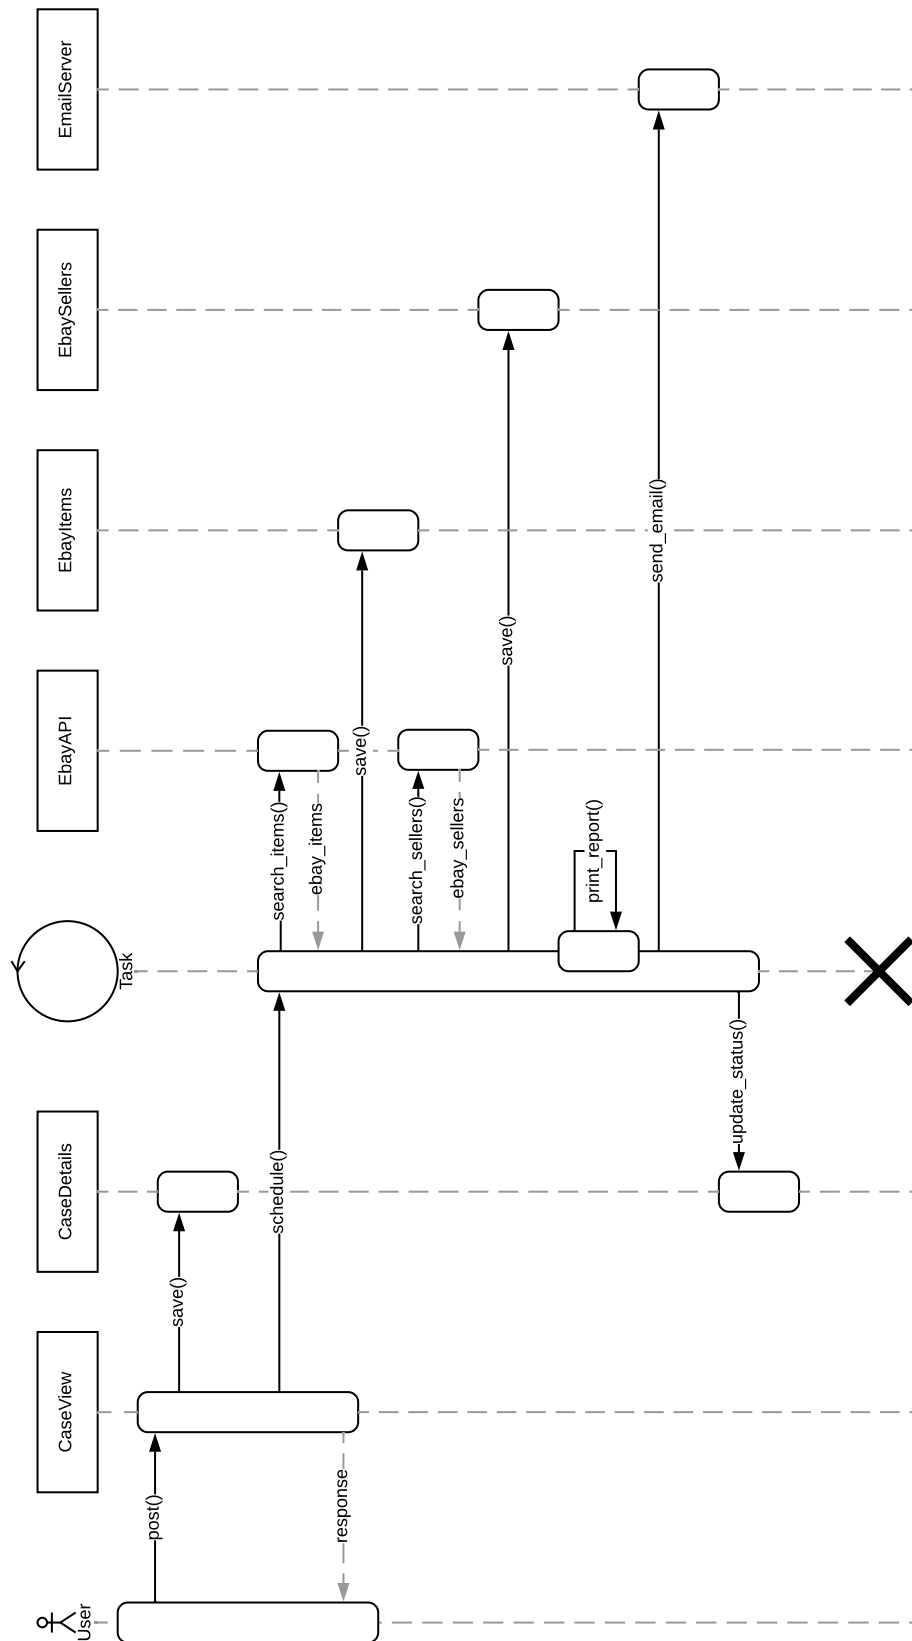 User
CaseView
CaseDetails
Task
EbayAPI
EbayItems
EbaySellers
EmailServer
post()
save()
schedule()
search_items()
ebay_items
response
save()
search_sellers()
ebay_sellers
save()
print_report()
send_email()
update_status()